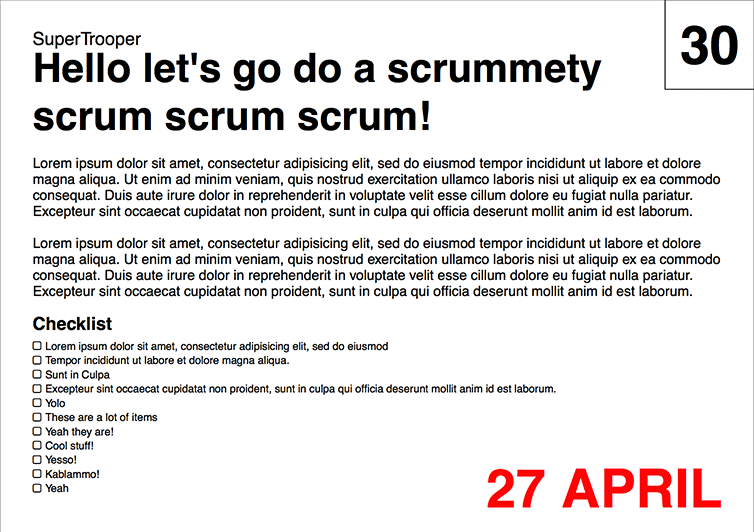 SuperTrooper
30
Hello let's go do a scrummety
scrum scrum scrum!
Lorem ipsum dolor sit amet, consectetur adipisicing elit, sed do eiusmod tempor incididunt ut labore et dolore
magna aliqua. Ut enim ad minim veniam, quis nostrud exercitation ullamco laboris nisi ut aliquip ex ea commodo
consequat. Duis aute irure dolor in reprehenderit in voluptate velit esse cillum dolore eu fugiat nulla pariatur.
Excepteur sint occaecat cupidatat non proident, sunt in culpa qui officia deserunt mollit anim id est laborum.
Lorem ipsum dolor sit amet, consectetur adipisicing elit, sed do eiusmod tempor incididunt ut labore et dolore
magna aliqua. Ut enim ad minim veniam, quis nostrud exercitation ullamco laboris nisi ut aliquip ex ea commodo
consequat. Duis aute irure dolor in reprehenderit in voluptate velit esse cillum dolore eu fugiat nulla pariatur.
Excepteur sint occaecat cupidatat non proident, sunt in culpa qui officia deserunt mollit anim id est laborum.
Checklist
Lorem ipsum dolor sit amet, consectetur adipisicing elit, sed do eiusmod
Tempor incididunt ut labore et dolore magna aliqua.
Sunt in Culpa
Excepteur sint occaecat cupidatat non proident, sunt in culpa qui officia deserunt mollit anim id est laborum.
Yolo
These are a lot of items
Yeah they are!
Cool stuff!
Yesso!
Kablammo!
Yeah
27 APRIL